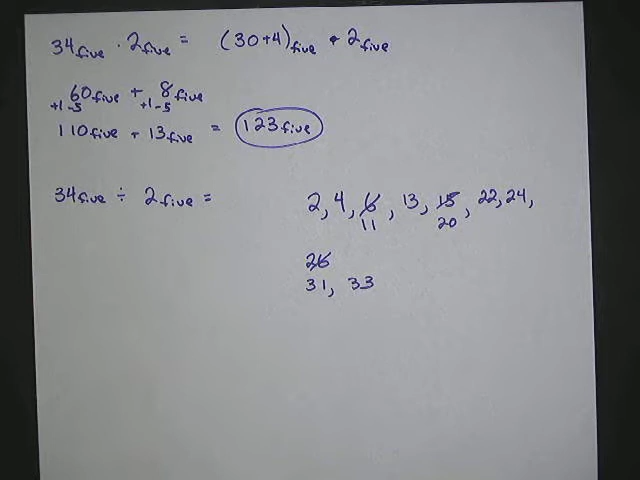 34five · 2five = (30+4)five • 2five
60five + 8five
+1-5 +1-5
110five + 13five = 123five
34five ÷ 2five = 2, 4, 6, 13, 15, 22, 24,
11 20
26
31, 33